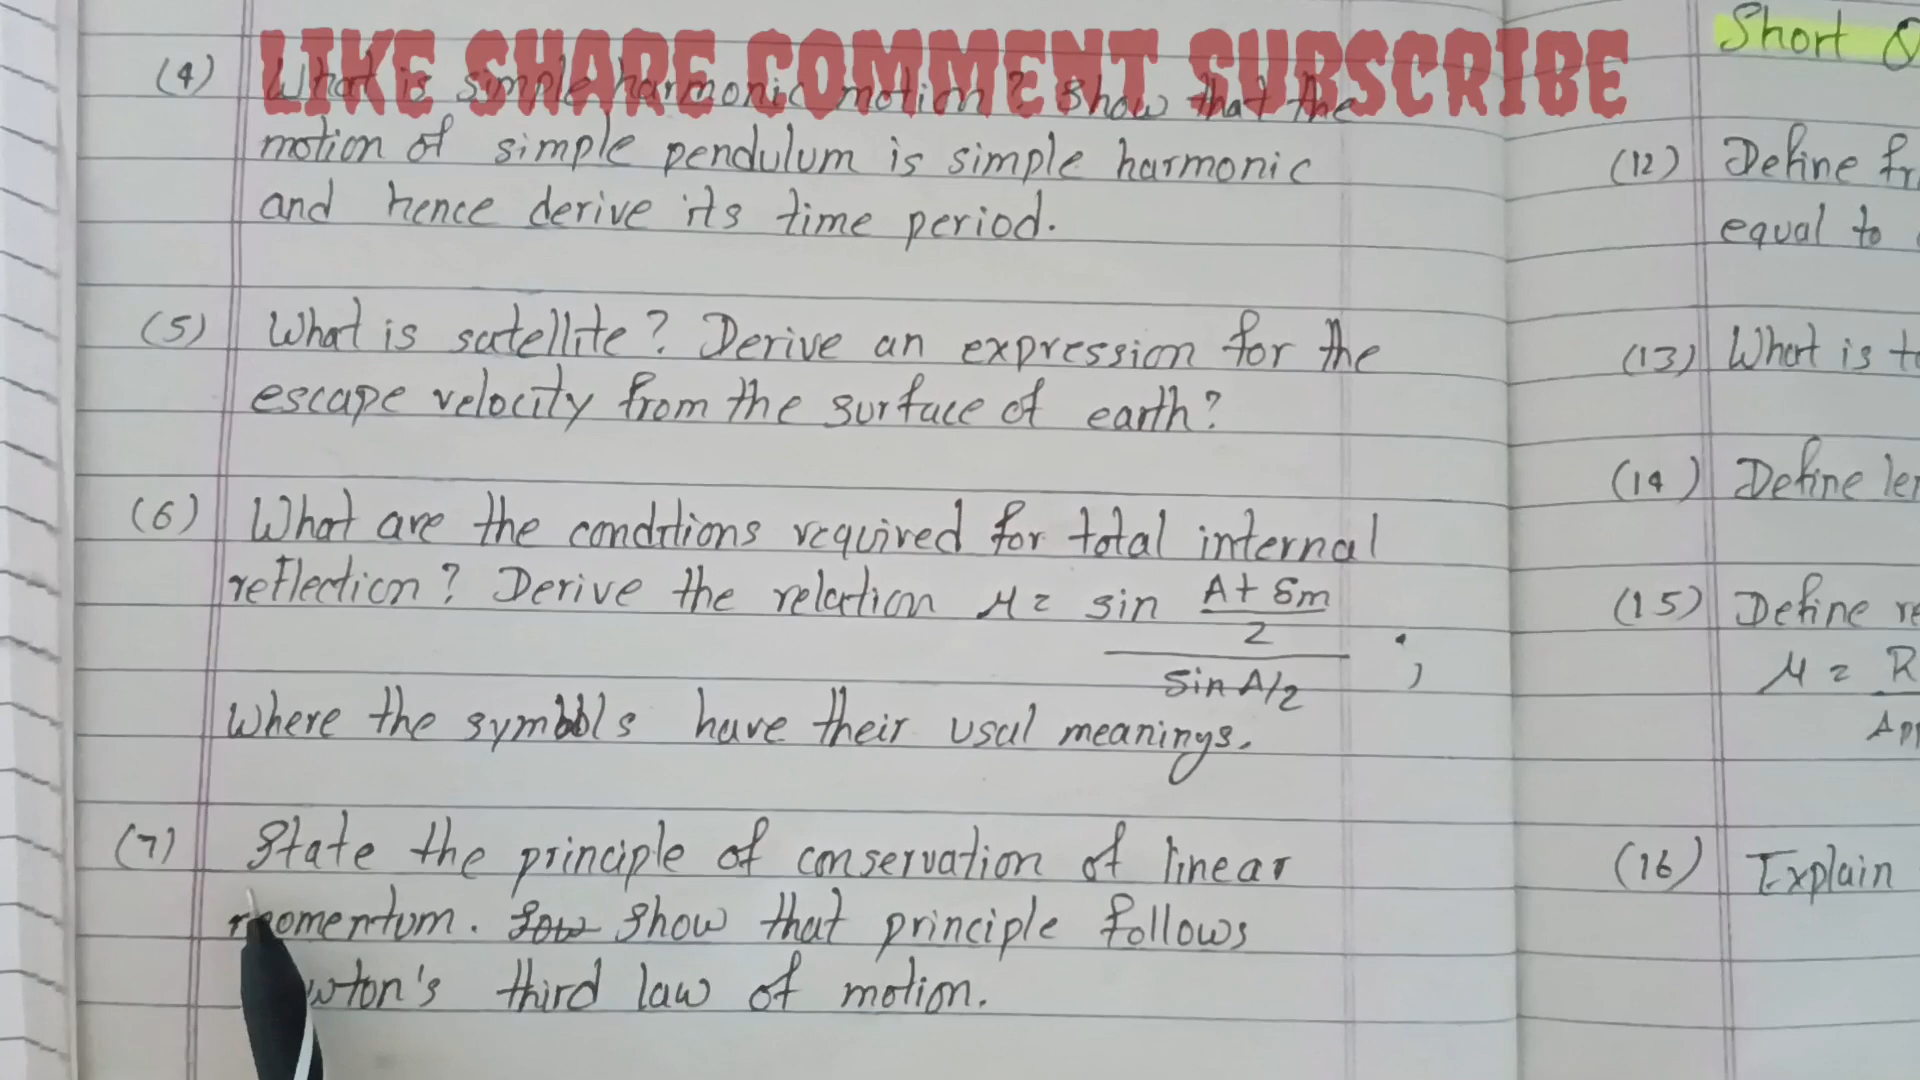 LIKE SHARE COMMENT SUBSCRIBE
(4) What is simple harmonic motion? Show that the
motion of simple pendulum is simple harmonic
and hence derive its time period.
(5) What is satellite? Derive an expression for the
escape velocity from the surface of earth?
(6) What are the conditions required for total internal
reflection? Derive the relation μ = sin A + δm
2
Sin A/2 ;
Where the symbols have their usual meanings.
(7) State the principle of conservation of linear
momentum. Show that principle follows
third law of motion.
Short
(12) Define
equal to
(13) What is
(14) Define
(15) Define
μ = R
(16) Explain